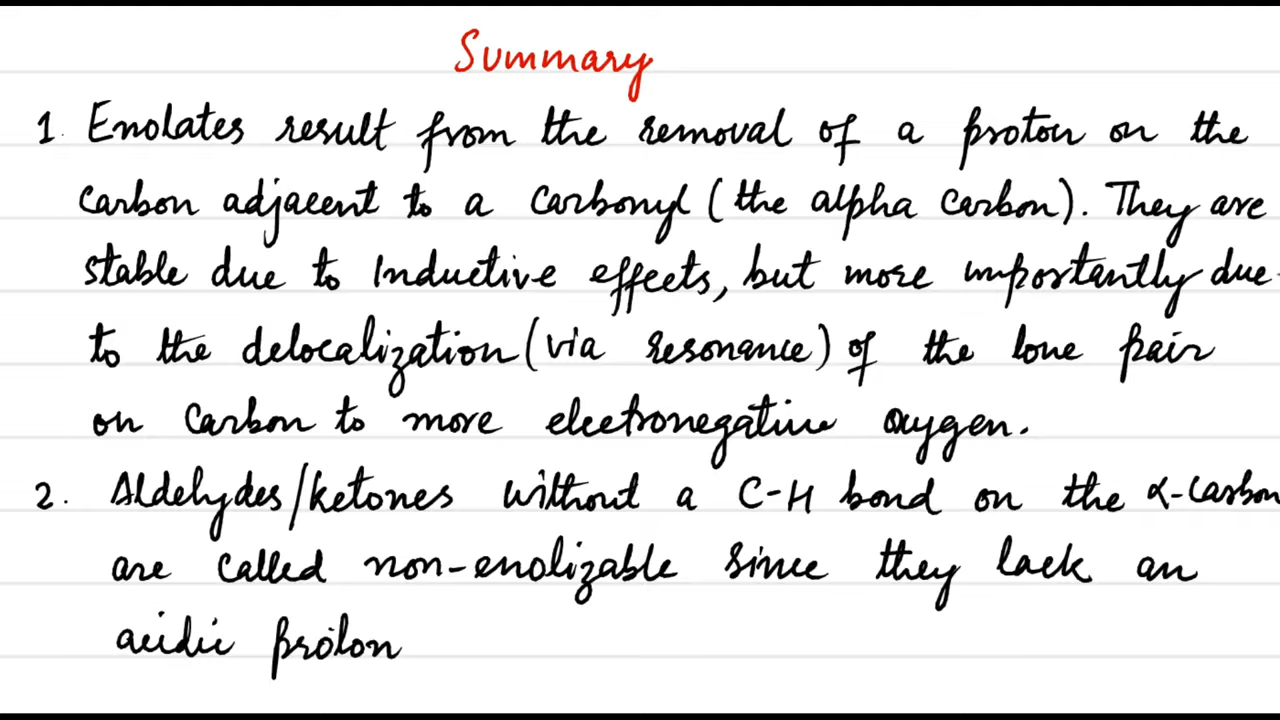 Summary
1. Enolates result from the removal of a proton on the
carbon adjacent to a carbonyl (the alpha carbon). They are
stable due to Inductive effects, but more importantly due
to the delocalization (via resonance) of the lone pair
on carbon to more electronegative oxygen.
2. Aldehydes/ketones without a C-H bond on the α-carbon
are called non-enolizable since they lack an
acidic proton